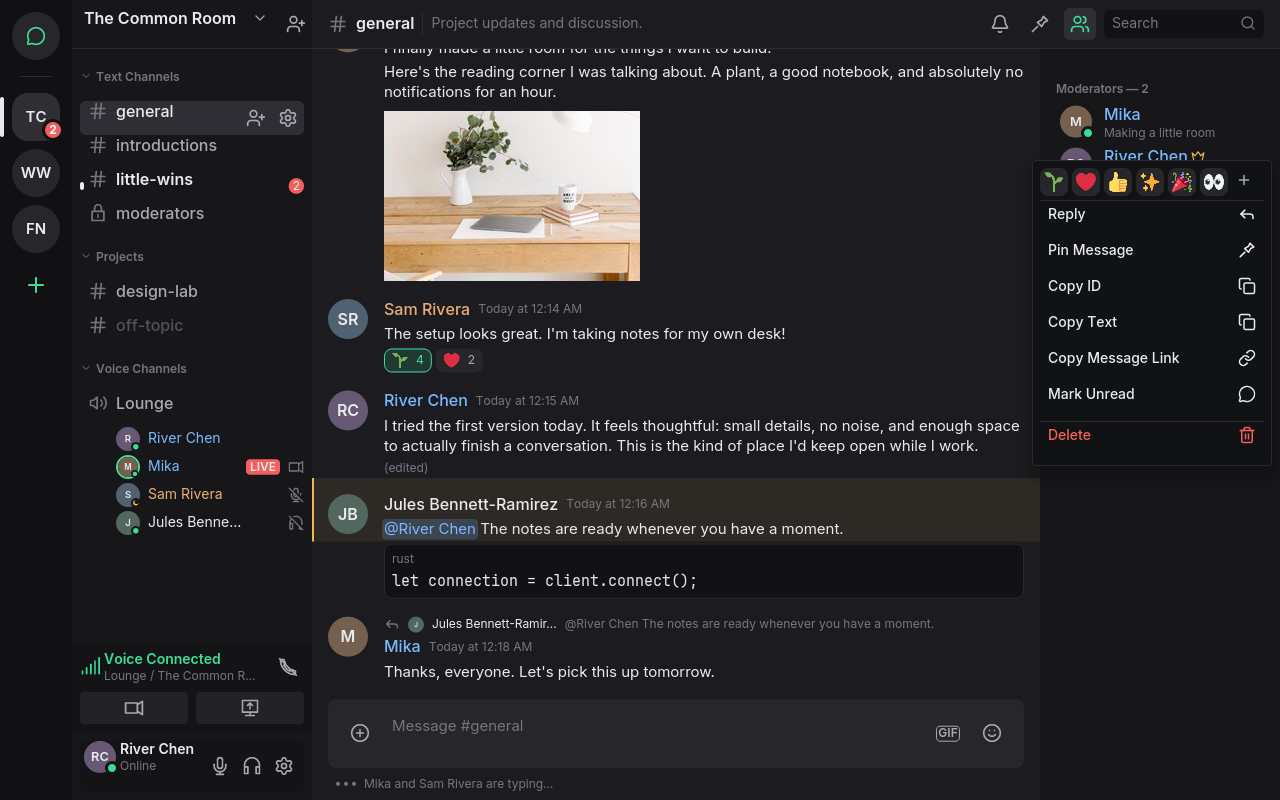 The Common Room
TC
2
WW
FN
Text Channels
general
introductions
little-wins
2
moderators
Projects
design-lab
off-topic
Voice Channels
Lounge
R
River Chen
M
Mika
LIVE
S
Sam Rivera
J
Jules Benne...
Voice Connected
Lounge / The Common R...
RC
River Chen
Online
# general
Project updates and discussion.
Search
I finally made a little room for the things I want to build.
Here's the reading corner I was talking about. A plant, a good notebook, and absolutely no
notifications for an hour.
SR
Sam Rivera Today at 12:14 AM
The setup looks great. I'm taking notes for my own desk!
4
2
RC
River Chen Today at 12:15 AM
I tried the first version today. It feels thoughtful: small details, no noise, and enough space
to actually finish a conversation. This is the kind of place I'd keep open while I work.
(edited)
JB
Jules Bennett-Ramirez Today at 12:16 AM
@River Chen The notes are ready whenever you have a moment.
rust
let connection = client.connect();
J
Jules Bennett-Ramir... @River Chen The notes are ready whenever you have a moment.
M
Mika Today at 12:18 AM
Thanks, everyone. Let's pick this up tomorrow.
Message #general
GIF
Mika and Sam Rivera are typing...
Moderators — 2
M
Mika
Making a little room
River Chen
Reply
Pin Message
Copy ID
Copy Text
Copy Message Link
Mark Unread
Delete